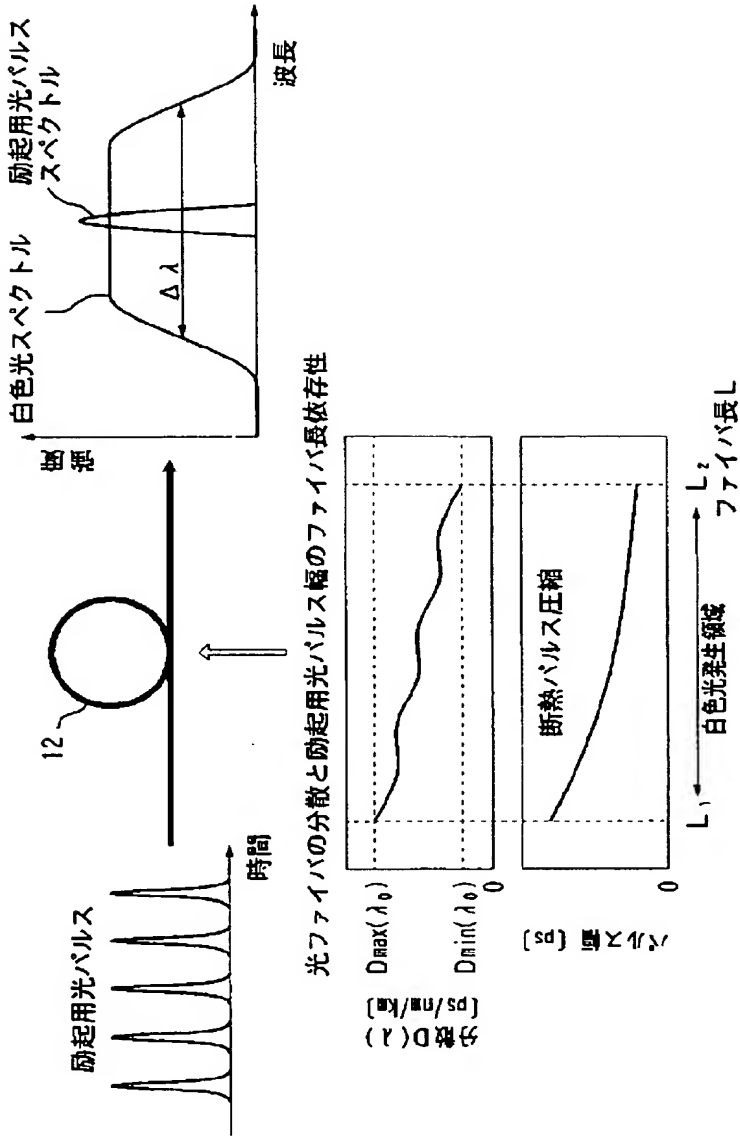 励起用光パルス
時間
12
強度
白色光スペクトル
励起用光パルス
スペクトル
Δλ
波長
光ファイバの分散と励起用光パルス幅のファイバ長依存性
分散D(λ)
[ps/nm/km]
Dmax(λ0)
Dmin(λ0)
0
パルス幅 [ps]
0
断熱パルス圧縮
L1
L2
白色光発生領域
ファイバ長L